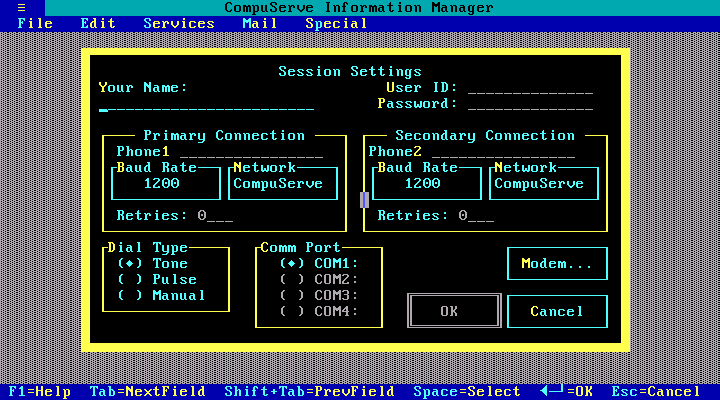 ≡ CompuServe Information Manager
File Edit Services Mail Special
Session Settings
Your Name: User ID: ______________
________________________ Password: ______________
Primary Connection Secondary Connection
Phone1 ________________ Phone2 _________________
Baud Rate Network Baud Rate Network
1200 CompuServe 1200 CompuServe
Retries: 0___ Retries: 0___
Dial Type Comm Port
(♦) Tone (♦) COM1: Modem...
( ) Pulse ( ) COM2:
( ) Manual ( ) COM3:
( ) COM4: OK Cancel
F1=Help Tab=NextField Shift+Tab=PrevField Space=Select ◄─┘=OK Esc=Cancel